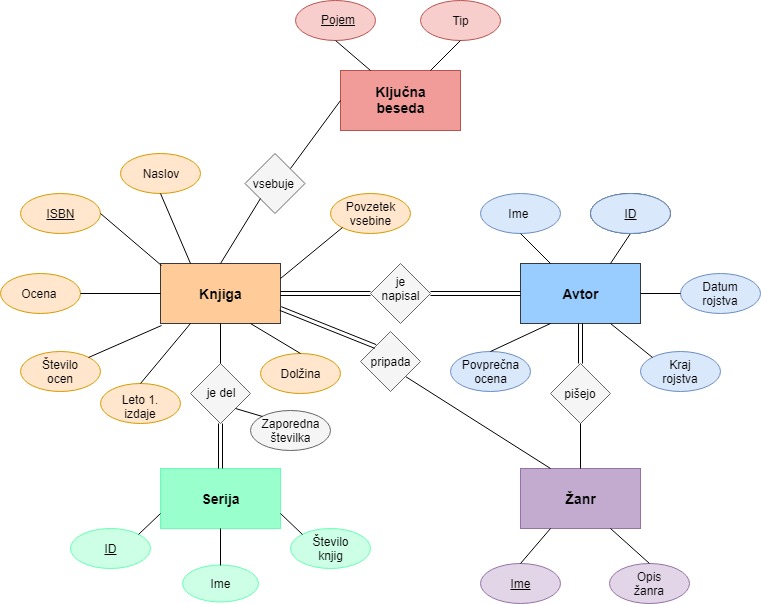 Pojem
Tip
Ključna
beseda
vsebuje
Naslov
ISBN
Povzetek
vsebine
Ime
ID
Ocena
Knjiga
je
napisal
Avtor
Datum
rojstva
Število
ocen
Leto 1.
izdaje
Dolžina
pripada
Povprečna
ocena
Kraj
rojstva
je del
Zaporedna
številka
pišejo
Serija
Žanr
ID
Ime
Število
knjig
Ime
Opis
žanra